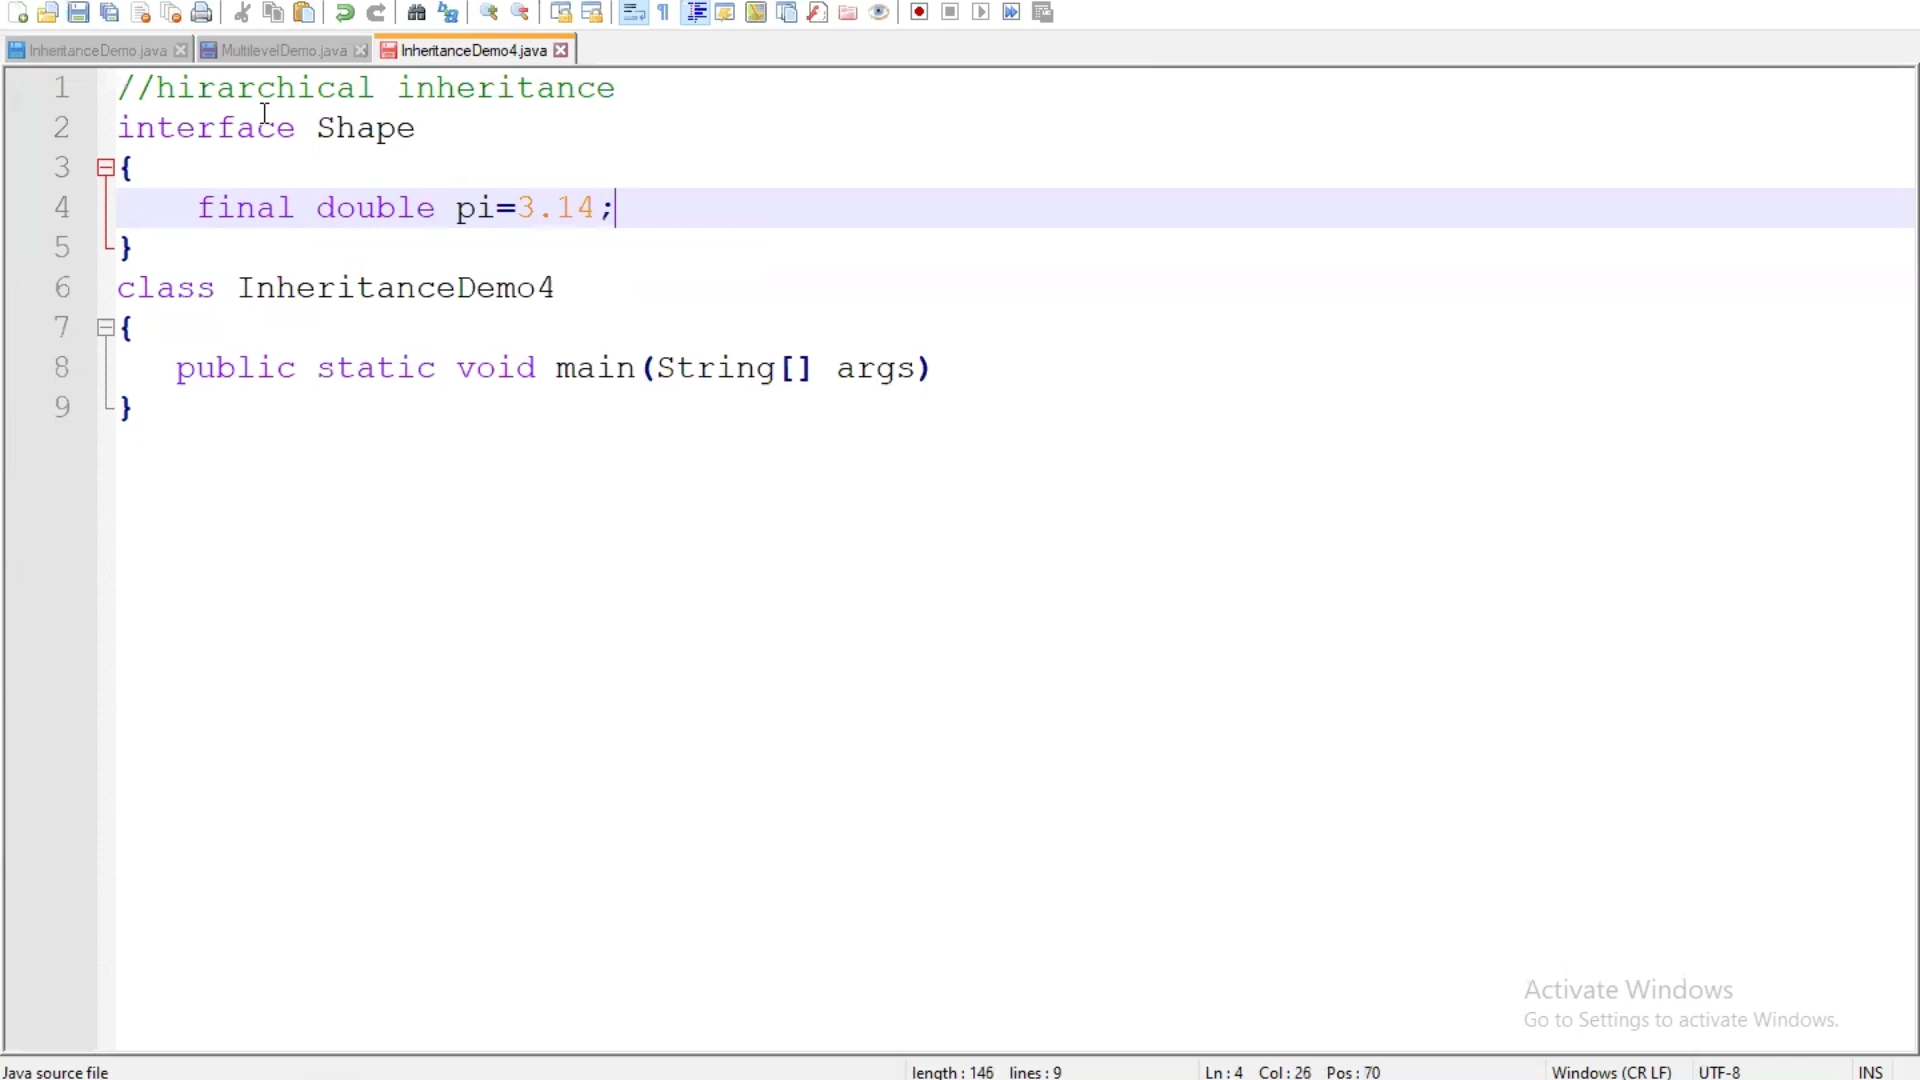 InheritanceDemo.java MultilevelDemo.java InheritanceDemo4.java
1 //hirarchical inheritance
2 interface Shape
3 {
4 final double pi=3.14;
5 }
6 class InheritanceDemo4
7 {
8 public static void main(String[] args)
9 }
Activate Windows
Go to Settings to activate Windows.
Java source file length : 146 lines : 9 Ln : 4 Col : 26 Pos : 70 Windows (CR LF) UTF-8 INS